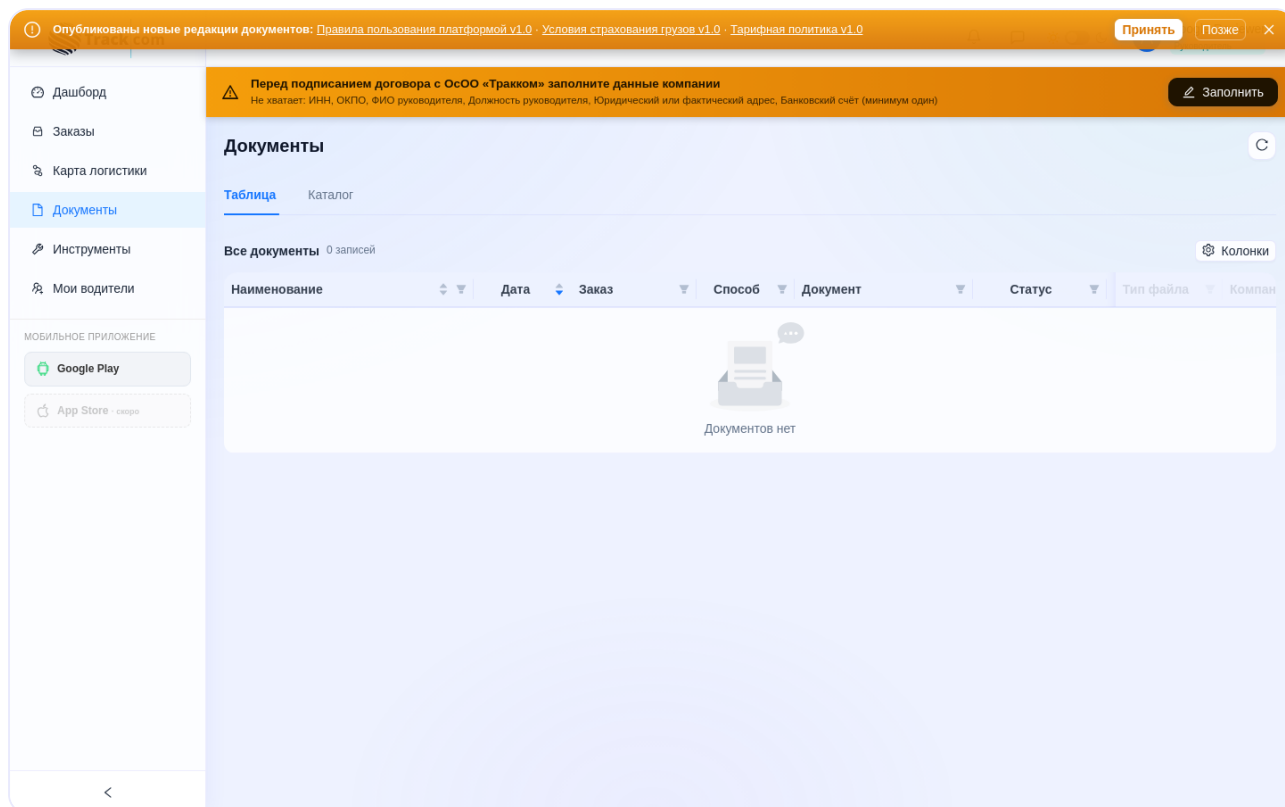 Опубликованы новые редакции документов: Правила пользования платформой v1.0 · Условия страхования грузов v1.0 · Тарифная политика v1.0
Принять
Позже
Track com
Дашборд
Заказы
Карта логистики
Документы
Инструменты
Мои водители
МОБИЛЬНОЕ ПРИЛОЖЕНИЕ
Google Play
App Store · скоро
Перед подписанием договора с ОсОО «Тракком» заполните данные компании
Не хватает: ИНН, ОКПО, ФИО руководителя, Должность руководителя, Юридический или фактический адрес, Банковский счёт (минимум один)
Заполнить
Документы
Таблица
Каталог
Все документы 0 записей
Колонки
Наименование Дата Заказ Способ Документ Статус Тип файла Компан
Документов нет